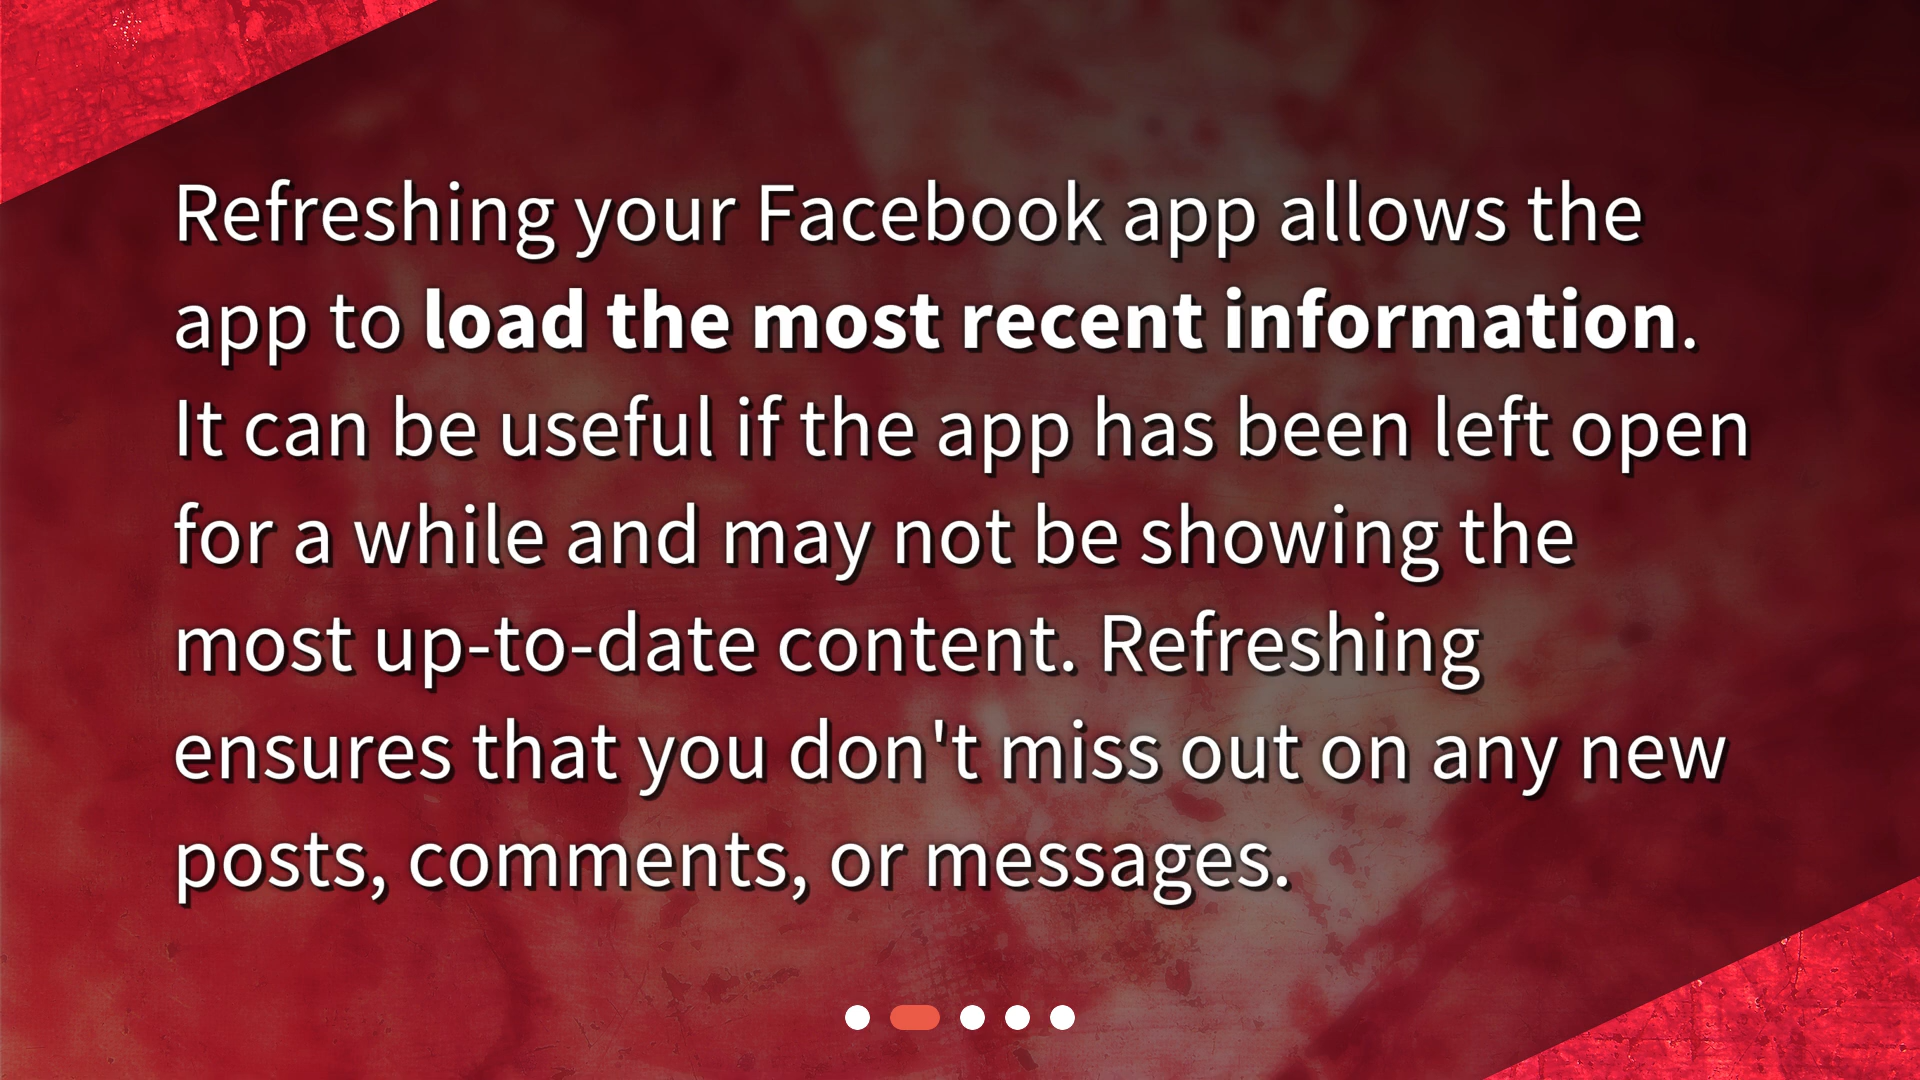 Refreshing your Facebook app allows the
app to load the most recent information.
It can be useful if the app has been left open
for a while and may not be showing the
most up-to-date content. Refreshing
ensures that you don't miss out on any new
posts, comments, or messages.